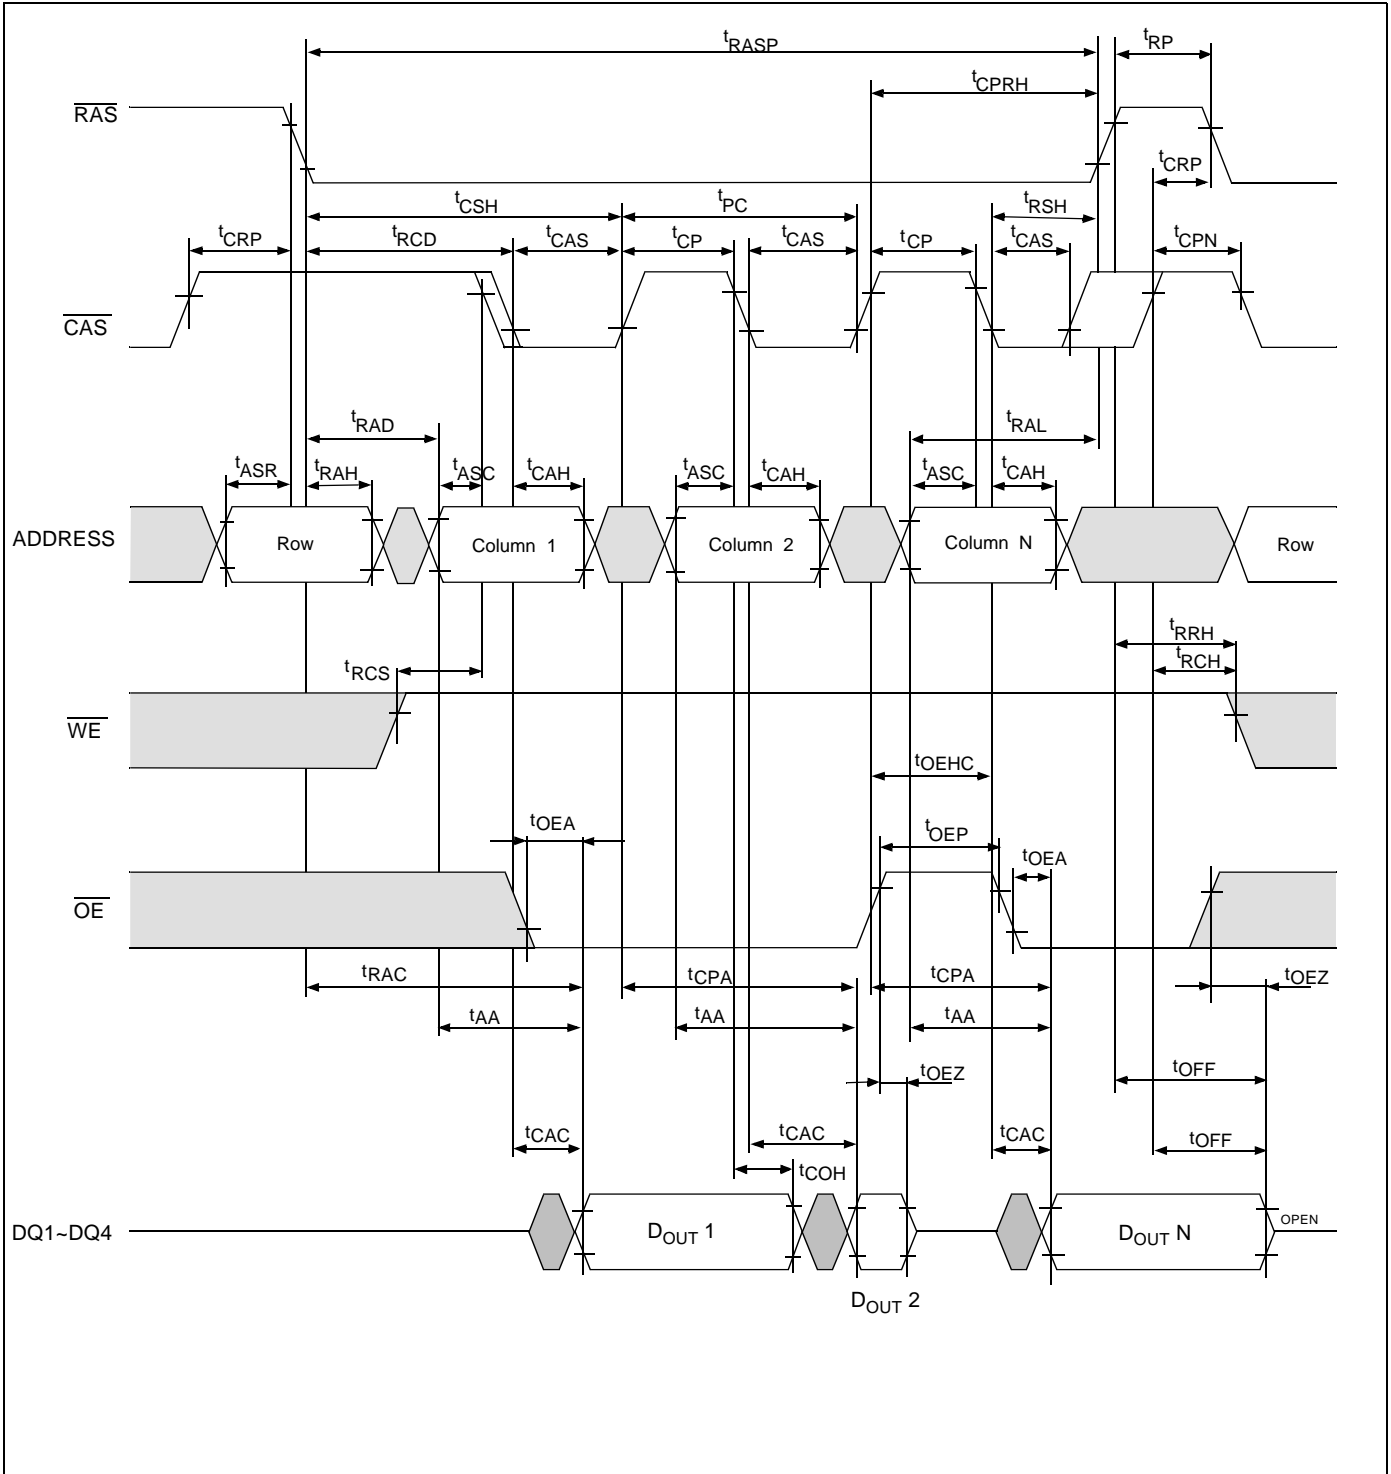 tRASP
tRP
tCPRH
RAS
tCRP
tCSH
tPC
tRSH
tCRP
tRCD
tCAS
tCP
tCAS
tCP
tCAS
tCPN
CAS
tRAD
tRAL
tASR
tRAH
tASC
tCAH
tASC
tCAH
tASC
tCAH
ADDRESS
Row
Column 1
Column 2
Column N
Row
tRRH
tRCS
tRCH
WE
tOEHC
tOEA
tOEP
tOEA
OE
tRAC
tCPA
tCPA
tOEZ
tAA
tAA
tAA
tOEZ
tOFF
tCAC
tCAC
tCAC
tOFF
tCOH
DQ1~DQ4
DOUT 1
DOUT N
OPEN
DOUT 2